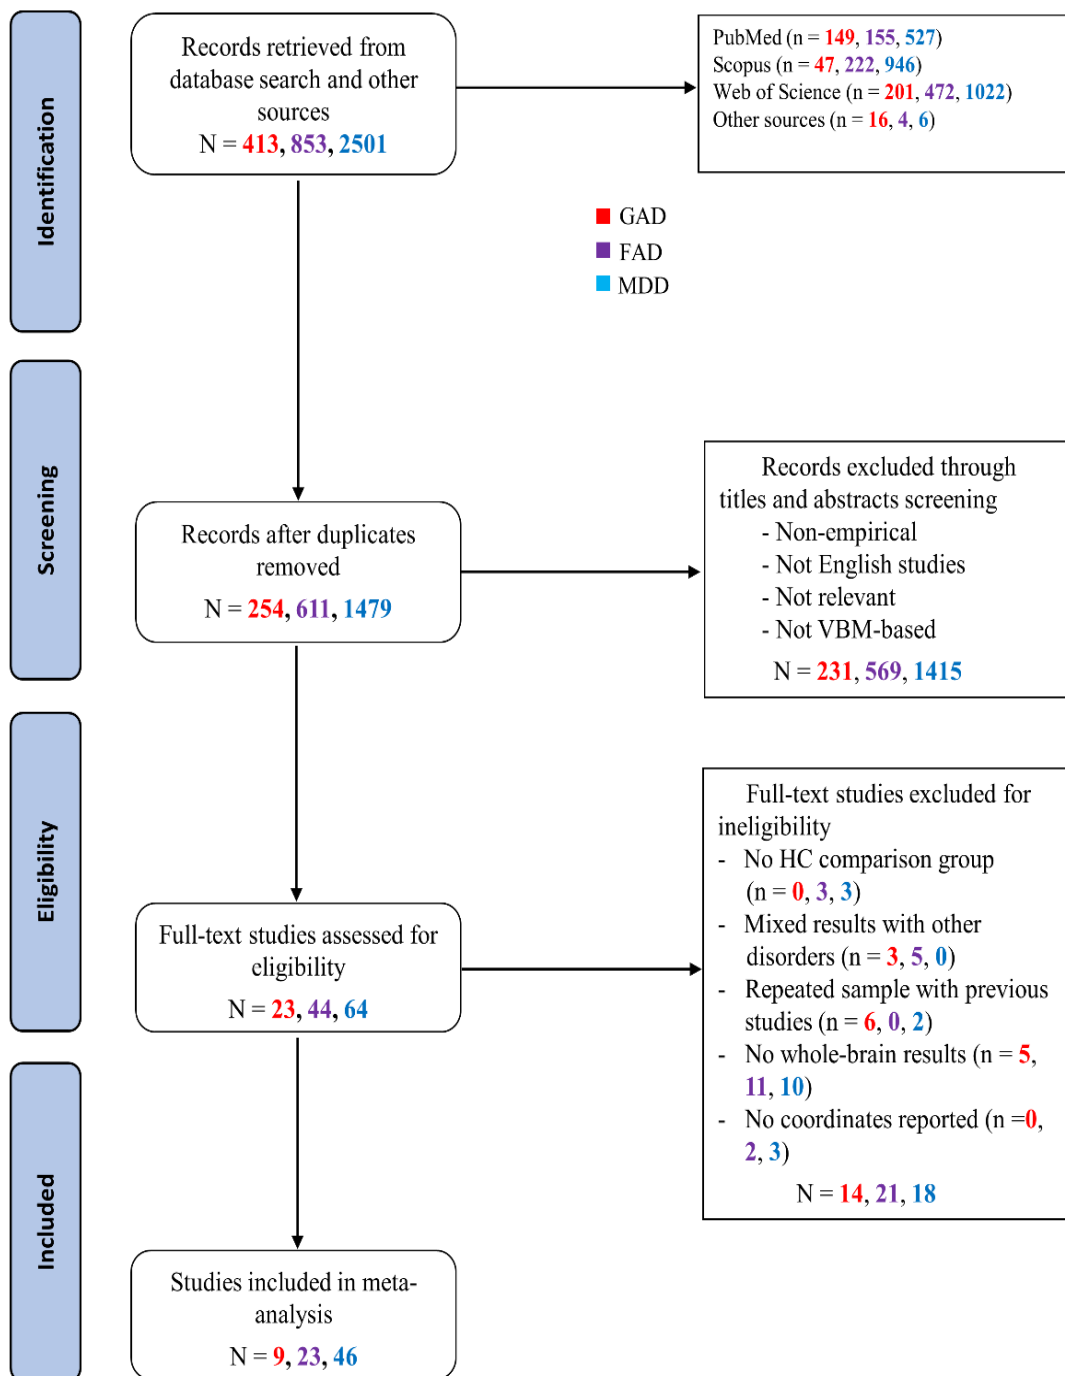 Identification
Records retrieved from
database search and other
sources
N = 413, 853, 2501
PubMed (n = 149, 155, 527)
Scopus (n = 47, 222, 946)
Web of Science (n = 201, 472, 1022)
Other sources (n = 16, 4, 6)
GAD
FAD
MDD
Screening
Records after duplicates
removed
N = 254, 611, 1479
Records excluded through
titles and abstracts screening
- Non-empirical
- Not English studies
- Not relevant
- Not VBM-based
N = 231, 569, 1415
Eligibility
Full-text studies assessed for
cligibility
N = 23, 44, 64
Full-text studies excluded for
ineligibility
- No HC comparison group
(n = 0, 3, 3)
- Mixed results with other
disorders (n = 3, 5, 0)
- Repeated sample with previous
studies (n = 6, 0, 2)
- No whole-brain results (n = 5,
11, 10)
- No coordinates reported (n =0,
2, 3)
N = 14, 21, 18
Included
Studies included in meta-
analysis
N = 9, 23, 46